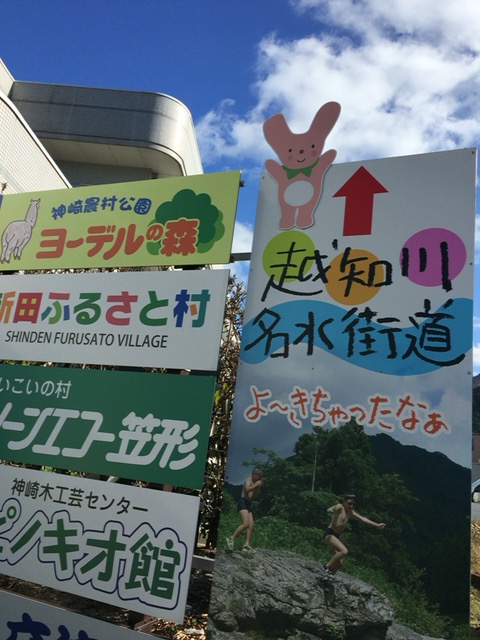 神崎農村公園
ヨーデルの森
新田ふるさと村
SHINDEN FURUSATO VILLAGE
いこいの村
ーンエコー笠形
神崎木工芸センター
ピノキオ館
越知川
名水街道
よ〜きちゃったなぁ